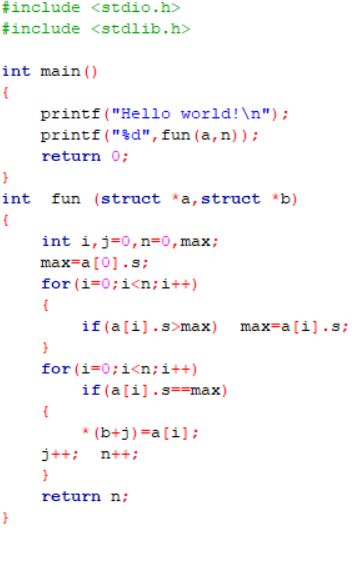 #include <stdio.h>
#include <stdlib.h>

int main()
{
    printf("Hello world!\n");
    printf("%d",fun(a,n));
    return 0;
}
int  fun (struct *a,struct *b)
{
    int i,j=0,n=0,max;
    max=a[0].s;
    for(i=0;i<n;i++)
    {
        if(a[i].s>max)  max=a[i].s;
    }
    for(i=0;i<n;i++)
        if(a[i].s==max)
    {
        *(b+j)=a[i];
    j++;  n++;
    }
    return n;
}